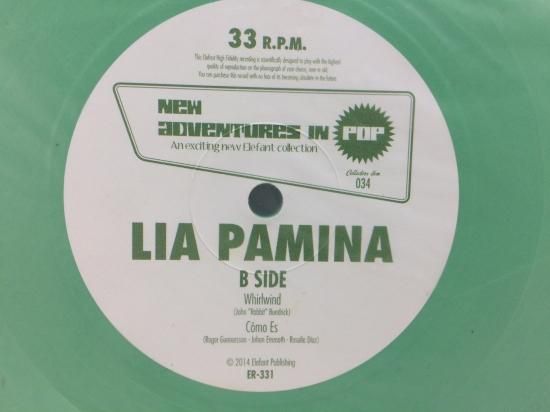 33 R.P.M.
This Elefant High Fidelity recording is scientifically designed to play with the highest
quality of reproduction on the phonograph of your choice, new or old.
You can purchase this record with no fear of its becoming obsolete in the future.
New
adventures in POP
An exciting new Elefant collection
Collectors item
034
LIA PAMINA
B SIDE
Whirlwind
(John "Rabbit" Bundrick)
Cómo Es
(Roger Gunnarsson - Johan Emmoth - Rosalie Díaz)
© 2014 Elefant Publishing
ER-331